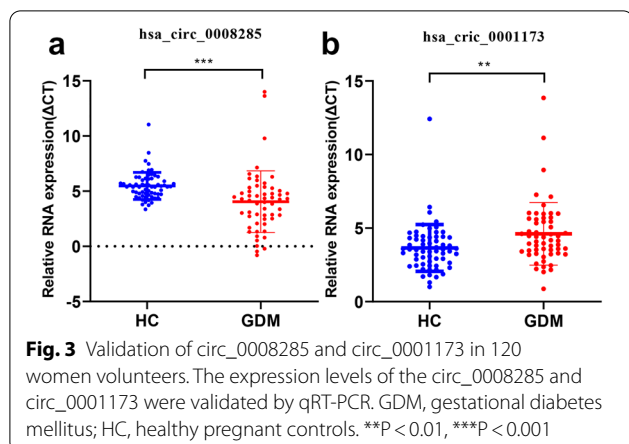 a
hsa_circ_0008285
***
Relative RNA expression(ΔCT)
15
10
5
0
-5
HC
GDM
b
hsa_cric_0001173
**
Relative RNA expression(ΔCT)
15
10
5
0
HC
GDM
Fig. 3 Validation of circ_0008285 and circ_0001173 in 120
women volunteers. The expression levels of the circ_0008285 and
circ_0001173 were validated by qRT-PCR. GDM, gestational diabetes
mellitus; HC, healthy pregnant controls. **P < 0.01, ***P < 0.001